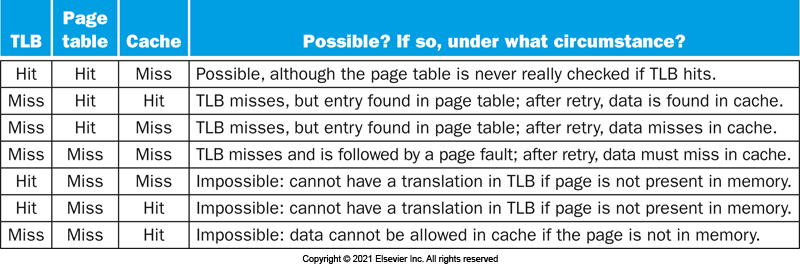 TLB Page table Cache Possible? If so, under what circumstance?
Hit Hit Miss Possible, although the page table is never really checked if TLB hits.
Miss Hit Hit TLB misses, but entry found in page table; after retry, data is found in cache.
Miss Hit Miss TLB misses, but entry found in page table; after retry, data misses in cache.
Miss Miss Miss TLB misses and is followed by a page fault; after retry, data must miss in cache.
Hit Miss Miss Impossible: cannot have a translation in TLB if page is not present in memory.
Hit Miss Hit Impossible: cannot have a translation in TLB if page is not present in memory.
Miss Miss Hit Impossible: data cannot be allowed in cache if the page is not in memory.
Copyright © 2021 Elsevier Inc. All rights reserved